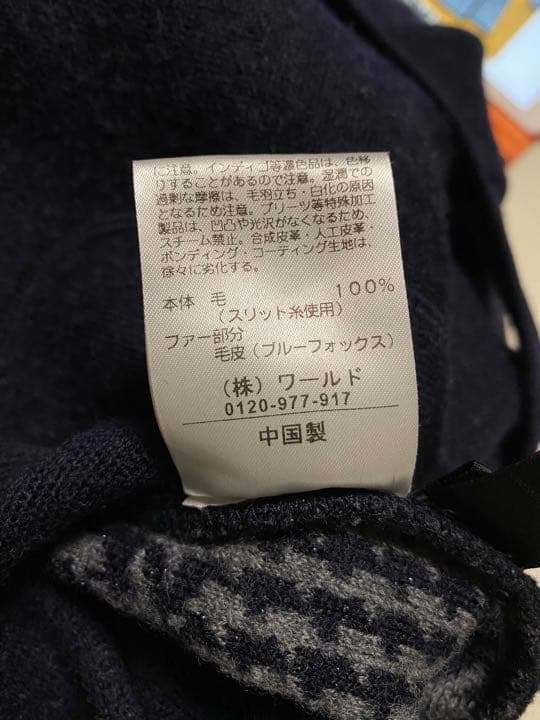 に注意。インディゴ等濃色品は、色移
りすることがあるので注意。湿潤での
過剰な摩擦は、毛羽立ち・白化の原因
となるため注意。プリーツ等特殊加工
製品は、凹凸や光沢がなくなるため、
スチーム禁止。合成皮革・人工皮革・
ボンディング・コーティング生地は、
徐々に劣化する。
本体 毛 100%
(スリット糸使用)
ファー部分
毛皮(ブルーフォックス)
(株)ワールド
0120-977-917
中国製